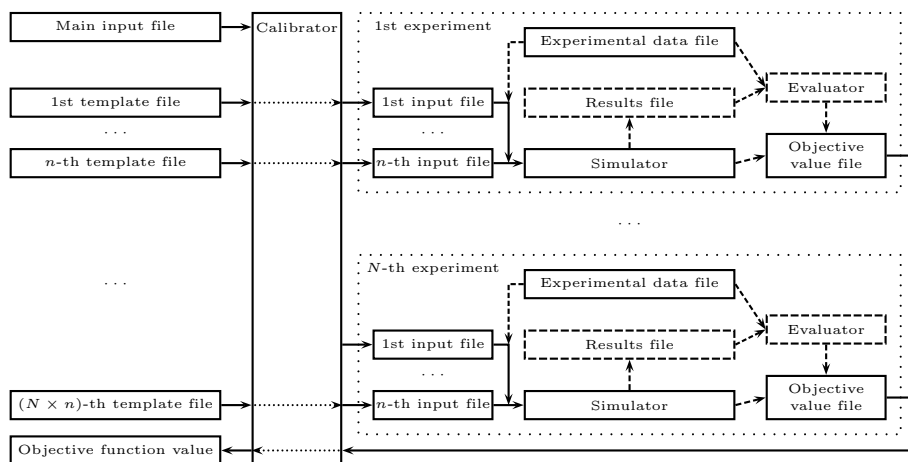 Main input file
Calibrator
1st experiment
Experimental data file
1st template file
1st input file
Results file
Evaluator
. . .
. . .
n-th template file
n-th input file
Simulator
Objective
value file
. . .
N-th experiment
. . .
Experimental data file
1st input file
Results file
Evaluator
. . .
(N × n)-th template file
n-th input file
Simulator
Objective
value file
Objective function value